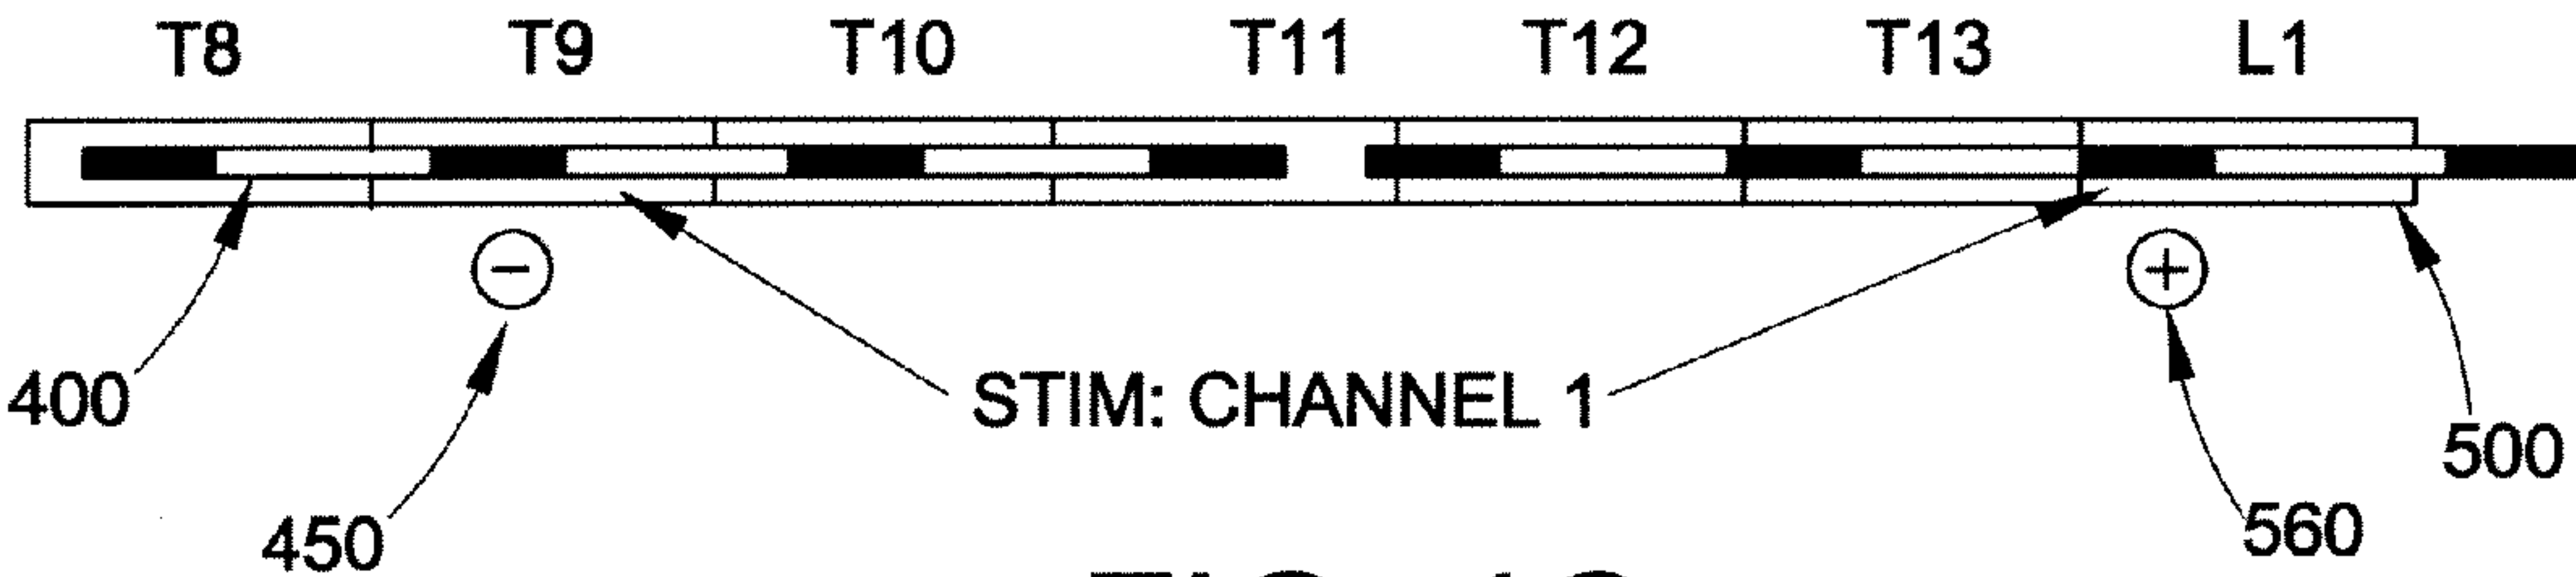 T8 T9 T10 T11 T12 T13 L1
− +
400 STIM: CHANNEL 1 500
450 560